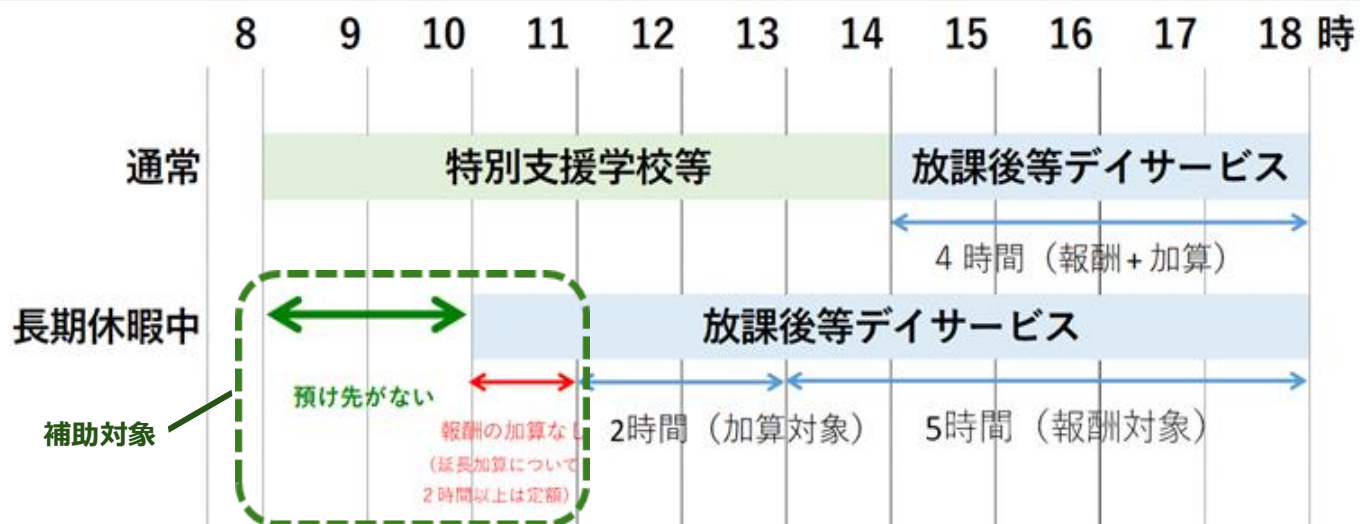 8 9 10 11 12 13 14 15 16 17 18 時
通常
特別支援学校等
放課後等デイサービス
4時間（報酬+加算）
長期休暇中
放課後等デイサービス
預け先がない
補助対象
報酬の加算なし
（延長加算について
2時間以上は定額）
2時間（加算対象）
5時間（報酬対象）